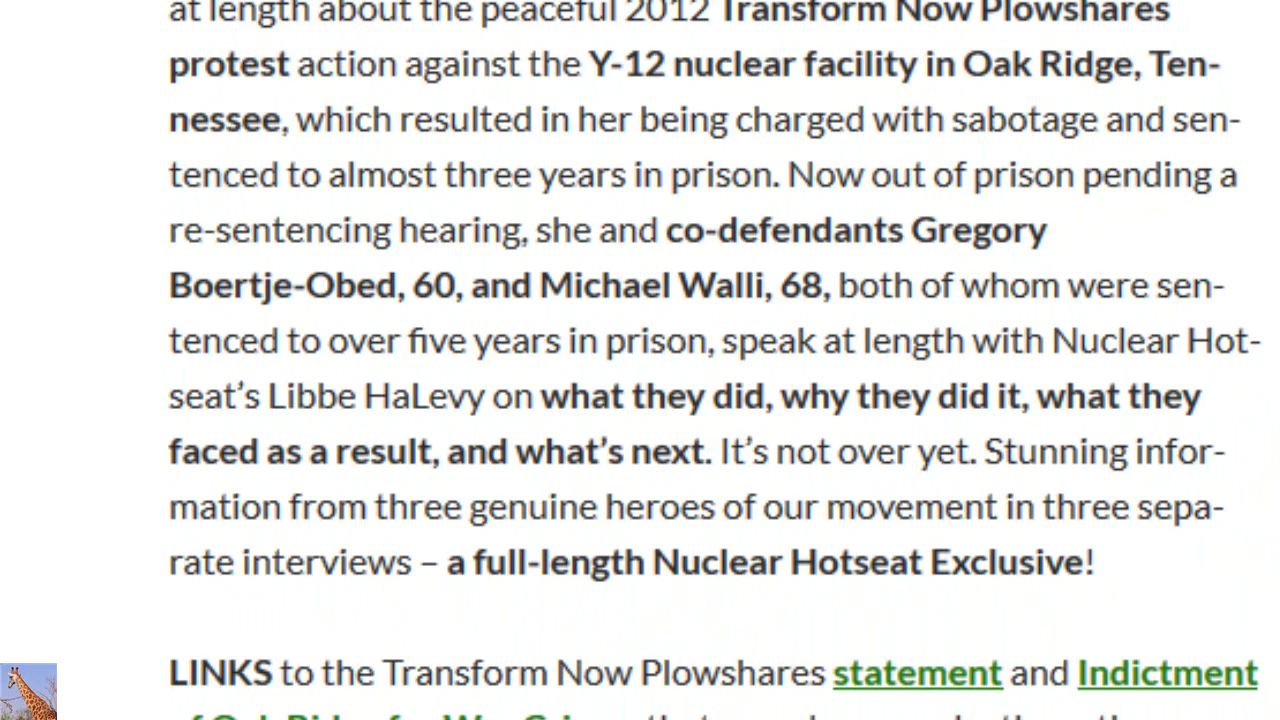 at length about the peaceful 2012 Transform Now Plowshares
protest action against the Y-12 nuclear facility in Oak Ridge, Ten-
nessee, which resulted in her being charged with sabotage and sen-
tenced to almost three years in prison. Now out of prison pending a
re-sentencing hearing, she and co-defendants Gregory
Boertje-Obed, 60, and Michael Walli, 68, both of whom were sen-
tenced to over five years in prison, speak at length with Nuclear Hot-
seat’s Libbe HaLevy on what they did, why they did it, what they
faced as a result, and what’s next. It’s not over yet. Stunning infor-
mation from three genuine heroes of our movement in three sepa-
rate interviews – a full-length Nuclear Hotseat Exclusive!
LINKS to the Transform Now Plowshares statement and Indictment
of Oak Ridge for War Crimes